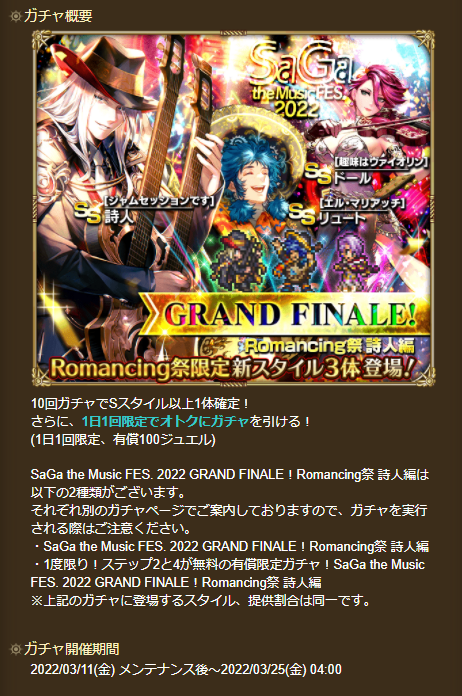 ガチャ概要
SaGa
the Music FES.
2022
[趣味はヴァイオリン]
SS ドール
[ジャムセッションです]
SS 詩人
[エル・マリアッチ]
SS リュート
GRAND FINALE!
Romancing祭 詩人編
Romancing祭限定新スタイル3体登場!
10回ガチャでSスタイル以上1体確定！
さらに、1日1回限定でオトクにガチャを引ける！
(1日1回限定、有償100ジュエル)
SaGa the Music FES. 2022 GRAND FINALE！Romancing祭 詩人編は
以下の2種類がございます。
それぞれ別のガチャページでご案内しておりますので、ガチャを実行
される際はご注意ください。
・SaGa the Music FES. 2022 GRAND FINALE！Romancing祭 詩人編
・1度限り！ステップ2と4が無料の有償限定ガチャ！SaGa the Music
FES. 2022 GRAND FINALE！Romancing祭 詩人編
※上記のガチャに登場するスタイル、提供割合は同一です。
ガチャ開催期間
2022/03/11(金) メンテナンス後～2022/03/25(金) 04:00